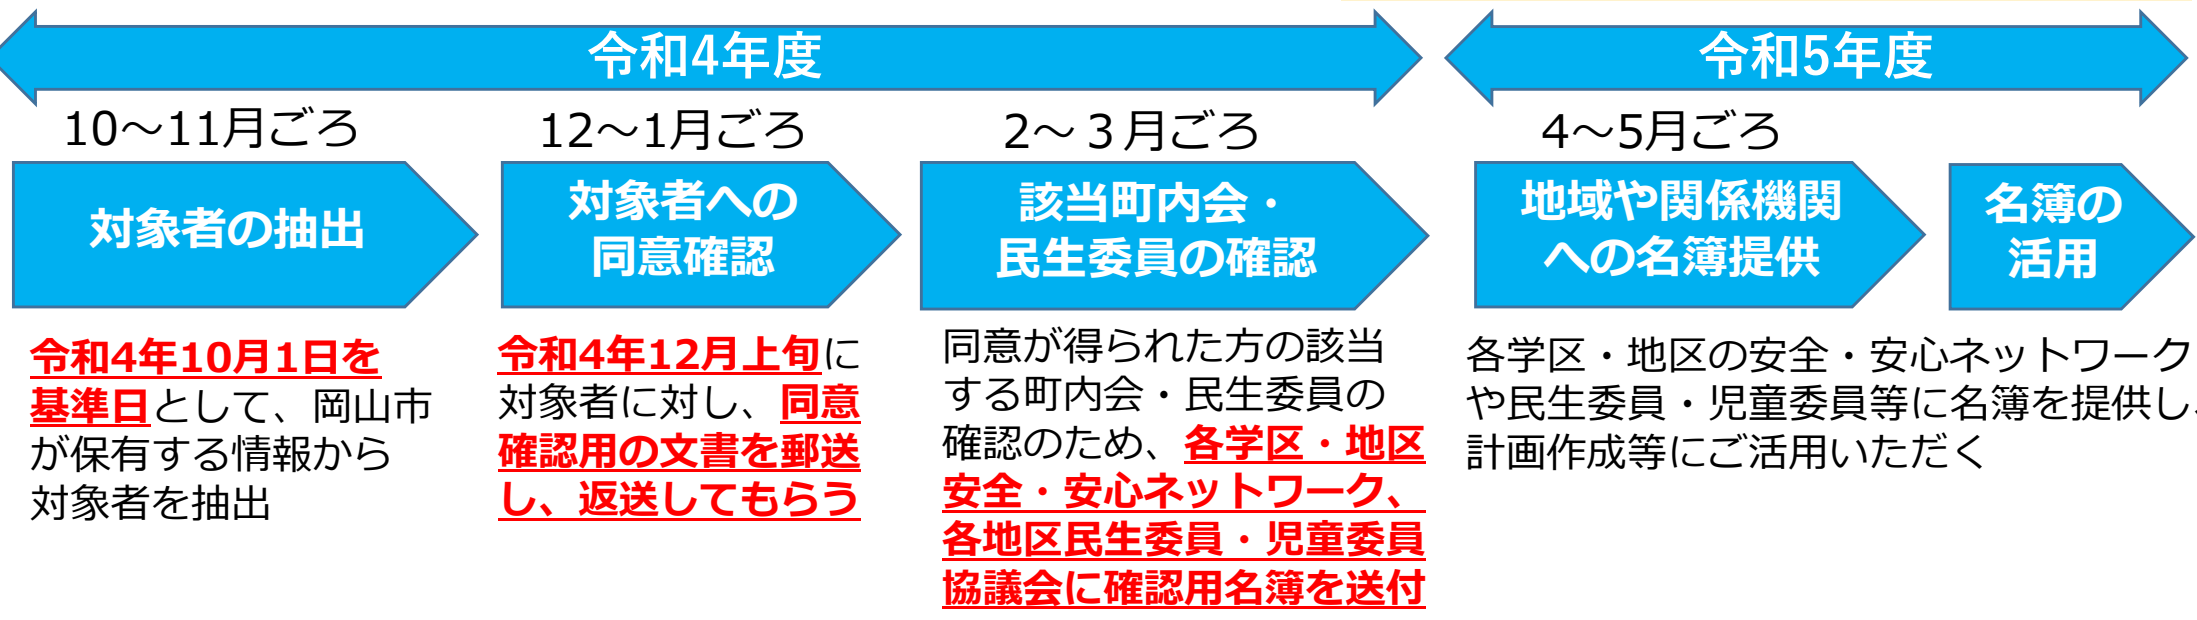 令和4年度
令和5年度
10～11月ごろ
12～1月ごろ
2～３月ごろ
4～5月ごろ
対象者の抽出
対象者への
同意確認
該当町内会・
民生委員の確認
地域や関係機関
への名簿提供
名簿の
活用
令和4年10月1日を
基準日として、岡山市
が保有する情報から
対象者を抽出
令和4年12月上旬に
対象者に対し、同意
確認用の文書を郵送
し、返送してもらう
同意が得られた方の該当
する町内会・民生委員の
確認のため、各学区・地区
安全・安心ネットワーク、
各地区民生委員・児童委員
協議会に確認用名簿を送付
各学区・地区の安全・安心ネットワーク
や民生委員・児童委員等に名簿を提供し、
計画作成等にご活用いただく